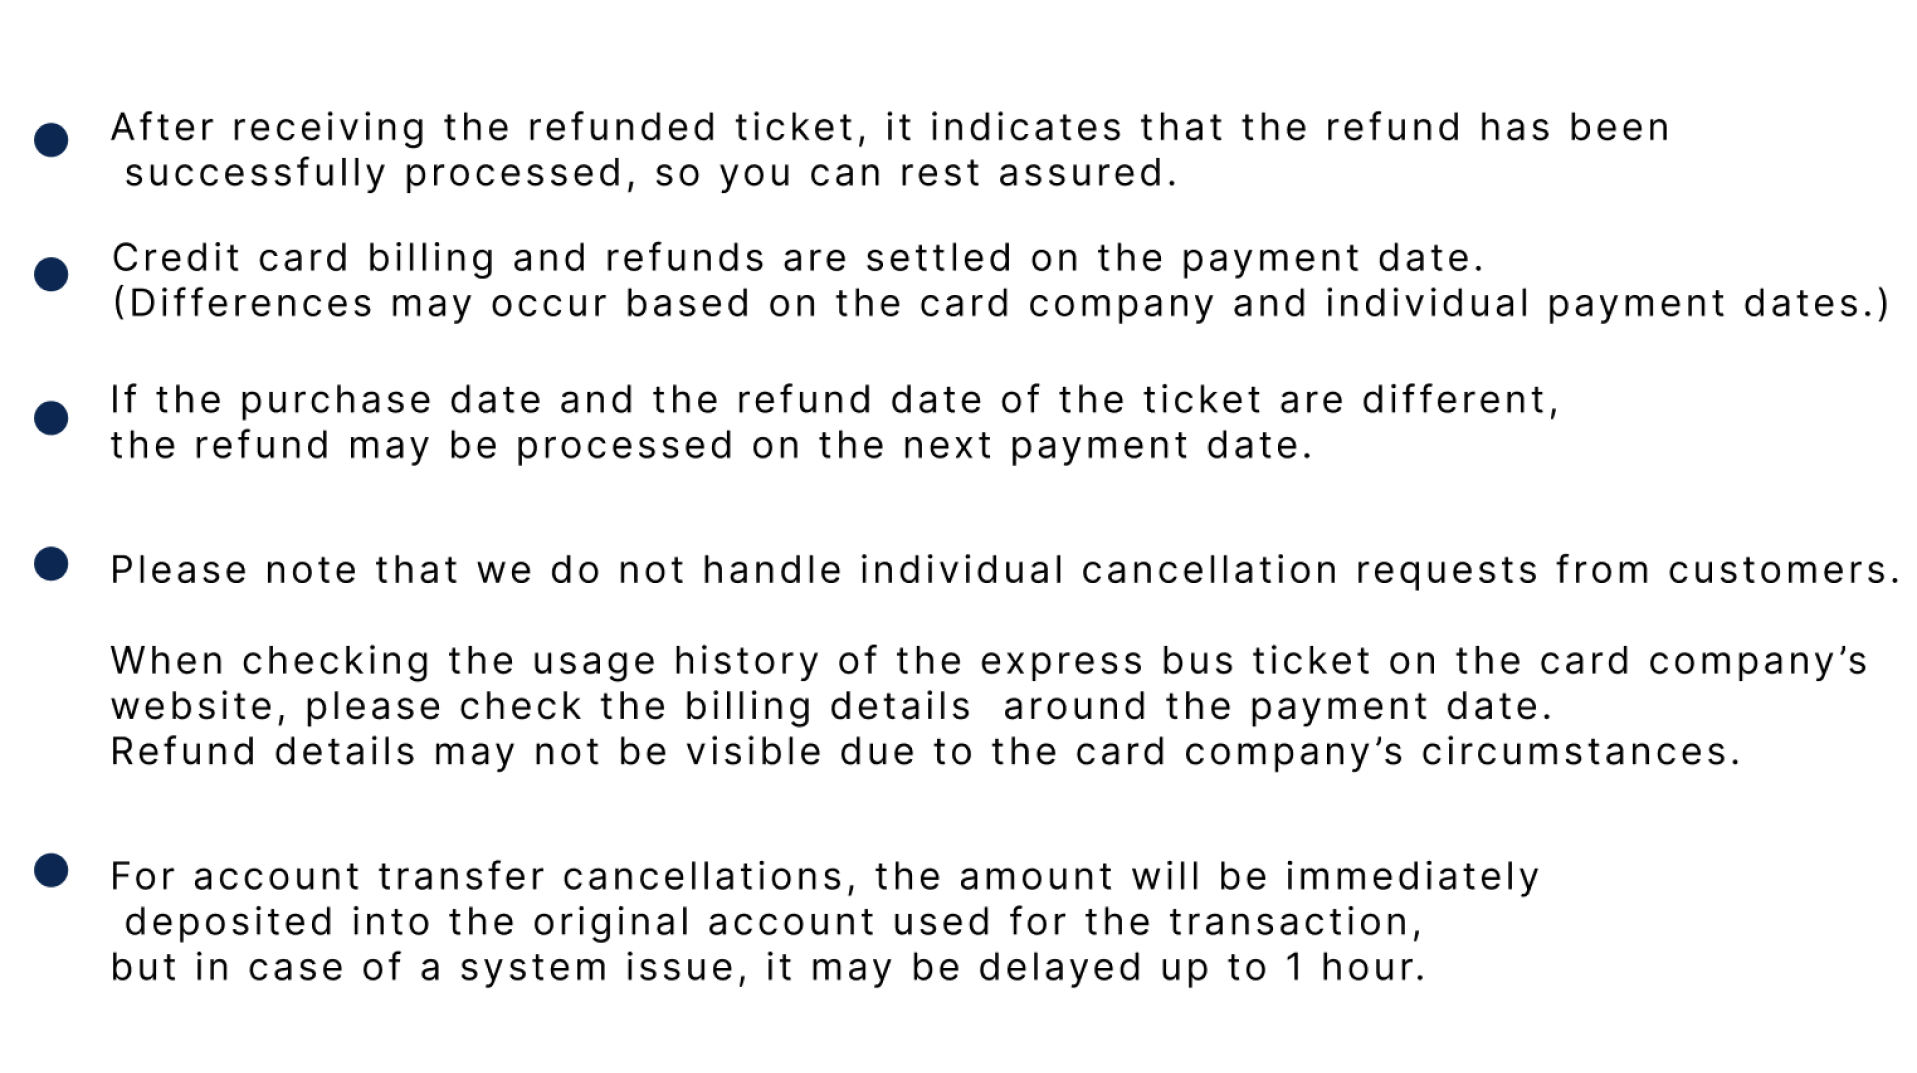 After receiving the refunded ticket, it indicates that the refund has been
successfully processed, so you can rest assured.
Credit card billing and refunds are settled on the payment date.
(Differences may occur based on the card company and individual payment dates.)
If the purchase date and the refund date of the ticket are different,
the refund may be processed on the next payment date.
Please note that we do not handle individual cancellation requests from customers.
When checking the usage history of the express bus ticket on the card company’s
website, please check the billing details  around the payment date.
Refund details may not be visible due to the card company’s circumstances.
For account transfer cancellations, the amount will be immediately
deposited into the original account used for the transaction,
but in case of a system issue, it may be delayed up to 1 hour.